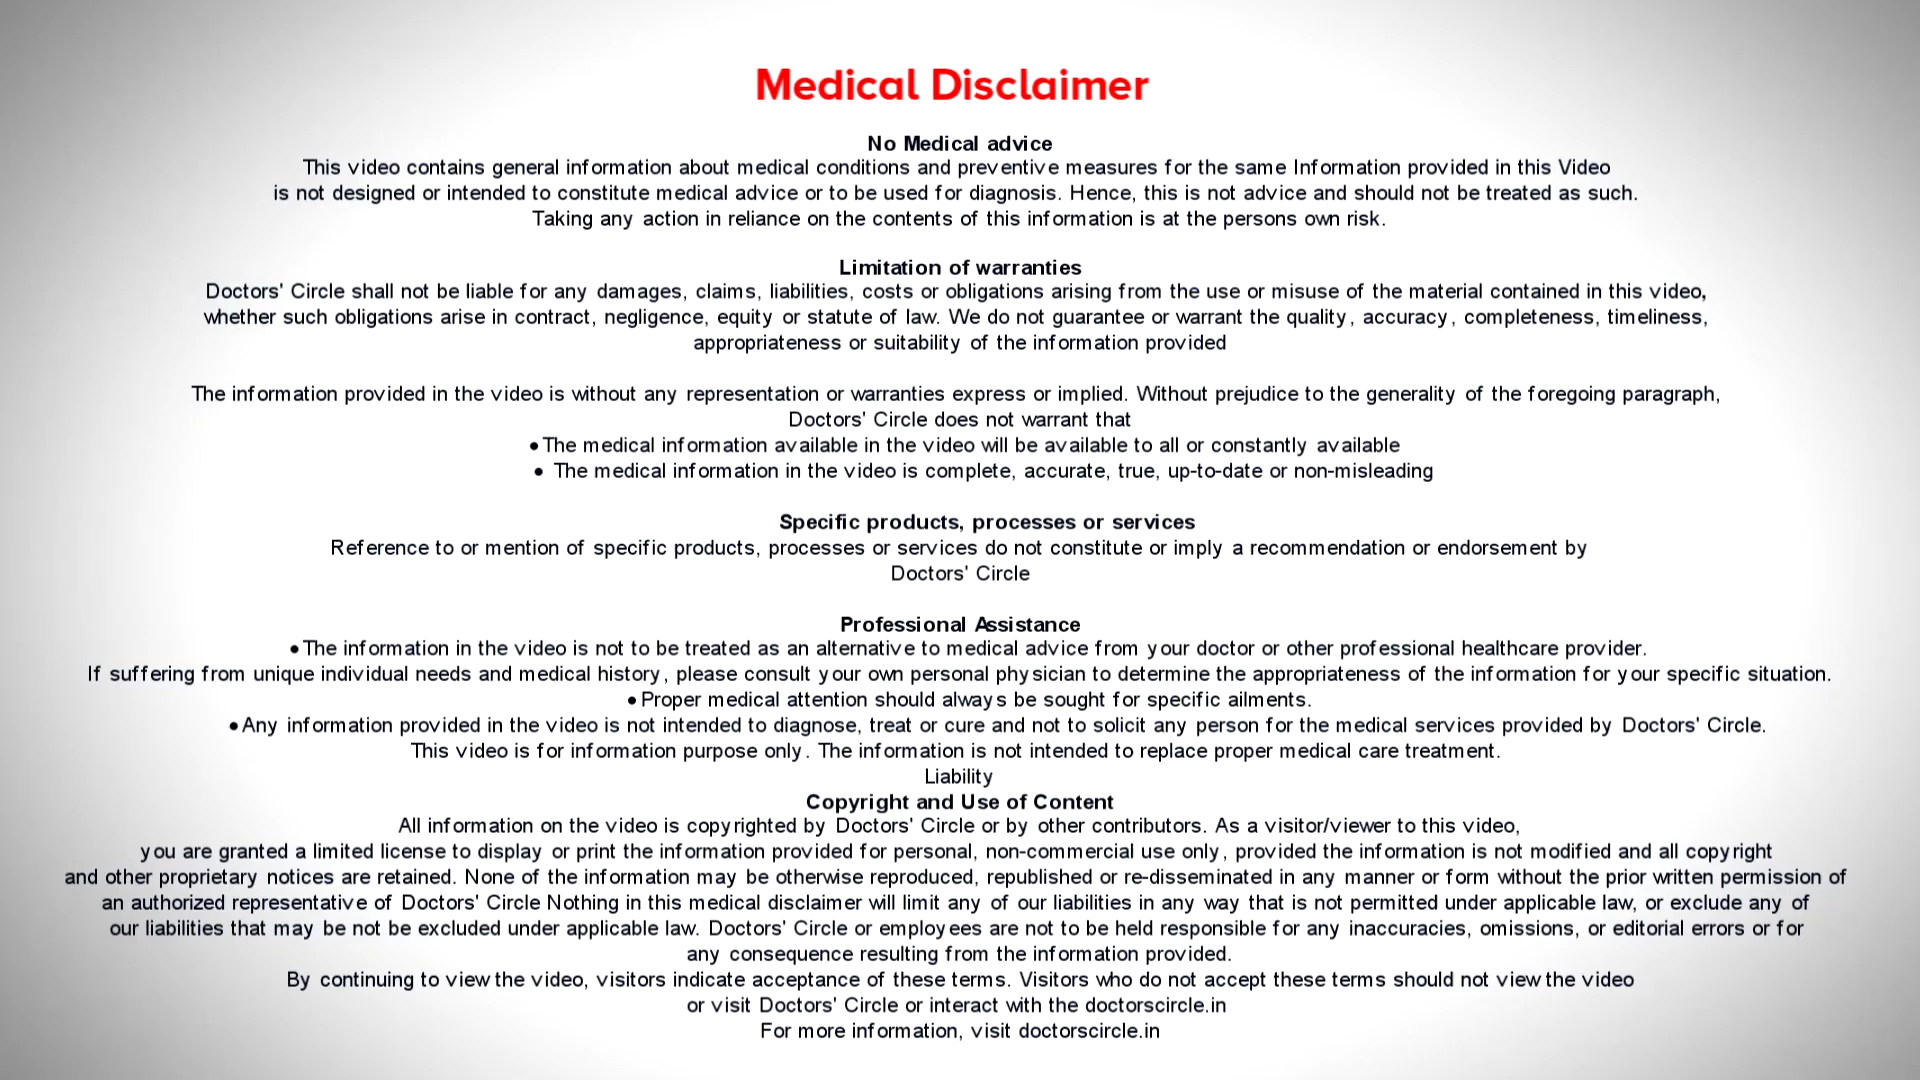 Medical Disclaimer
No Medical advice
This video contains general information about medical conditions and preventive measures for the same Information provided in this Video
is not designed or intended to constitute medical advice or to be used for diagnosis. Hence, this is not advice and should not be treated as such.
Taking any action in reliance on the contents of this information is at the persons own risk.
Limitation of warranties
Doctors' Circle shall not be liable for any damages, claims, liabilities, costs or obligations arising from the use or misuse of the material contained in this video,
whether such obligations arise in contract, negligence, equity or statute of law. We do not guarantee or warrant the quality, accuracy, completeness, timeliness,
appropriateness or suitability of the information provided
The information provided in the video is without any representation or warranties express or implied. Without prejudice to the generality of the foregoing paragraph,
Doctors' Circle does not warrant that
• The medical information available in the video will be available to all or constantly available
• The medical information in the video is complete, accurate, true, up-to-date or non-misleading
Specific products, processes or services
Reference to or mention of specific products, processes or services do not constitute or imply a recommendation or endorsement by
Doctors' Circle
Professional Assistance
• The information in the video is not to be treated as an alternative to medical advice from your doctor or other professional healthcare provider.
If suffering from unique individual needs and medical history, please consult your own personal physician to determine the appropriateness of the information for your specific situation.
• Proper medical attention should always be sought for specific ailments.
• Any information provided in the video is not intended to diagnose, treat or cure and not to solicit any person for the medical services provided by Doctors' Circle.
This video is for information purpose only. The information is not intended to replace proper medical care treatment.
Liability
Copyright and Use of Content
All information on the video is copyrighted by Doctors' Circle or by other contributors. As a visitor/viewer to this video,
you are granted a limited license to display or print the information provided for personal, non-commercial use only, provided the information is not modified and all copyright
and other proprietary notices are retained. None of the information may be otherwise reproduced, republished or re-disseminated in any manner or form without the prior written permission of
an authorized representative of Doctors' Circle Nothing in this medical disclaimer will limit any of our liabilities in any way that is not permitted under applicable law, or exclude any of
our liabilities that may be not be excluded under applicable law. Doctors' Circle or employees are not to be held responsible for any inaccuracies, omissions, or editorial errors or for
any consequence resulting from the information provided.
By continuing to view the video, visitors indicate acceptance of these terms. Visitors who do not accept these terms should not view the video
or visit Doctors' Circle or interact with the doctorscircle.in
For more information, visit doctorscircle.in